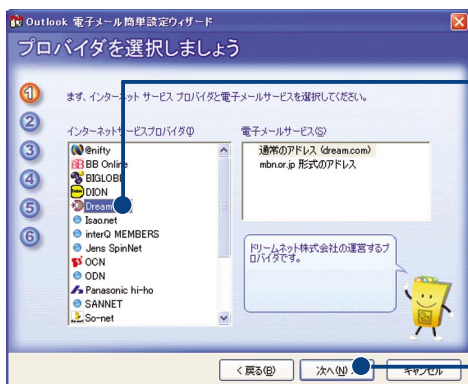 Outlook 電子メール簡単設定ウィザード
プロバイダを選択しましょう
1
まず、インターネット サービス プロバイダと電子メールサービスを選択してください。
2
3
4
5
6
インターネットサービスプロバイダ(I)
@nifty
BB Online
BIGLOBE
DION
Dream
Isao.net
interQ MEMBERS
Jens SpinNet
OCN
ODN
Panasonic hi-ho
SANNET
So-net
電子メールサービス(S)
通常のアドレス (dream.com)
mbn.or.jp 形式のアドレス
ドリームネット株式会社の運営するプ
ロバイダです。
< 戻る(B)
次へ(N)
キャンセル